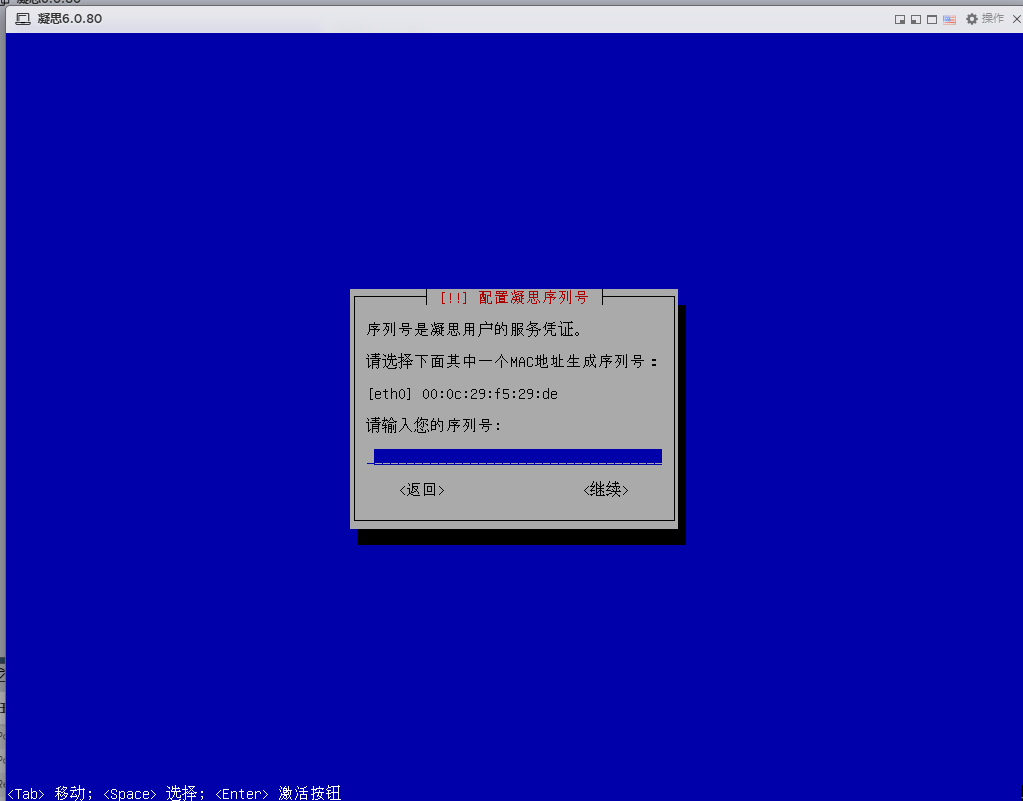 凝思6.0.80
操作
[!!] 配置凝思序列号
序列号是凝思用户的服务凭证。
请选择下面其中一个MAC地址生成序列号：
[eth0] 00:0c:29:f5:29:de
请输入您的序列号：
<返回> <继续>
<Tab> 移动；<Space> 选择；<Enter> 激活按钮